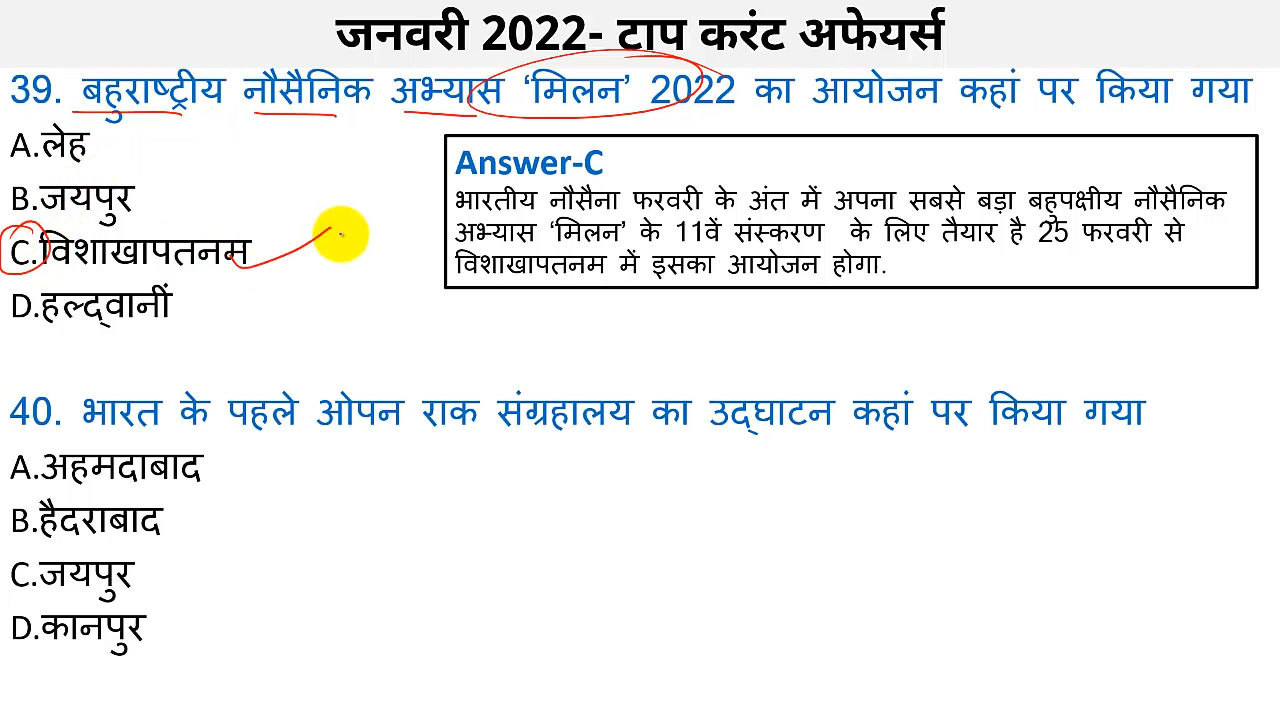 जनवरी 2022- टाप करंट अफेयर्स
39. बहुराष्ट्रीय नौसैनिक अभ्यास ‘मिलन’ 2022 का आयोजन कहां पर किया गया
A.लेह
B.जयपुर
C.विशाखापतनम
D.हल्द्वानीं
Answer-C
भारतीय नौसैना फरवरी के अंत में अपना सबसे बड़ा बहुपक्षीय नौसैनिक
अभ्यास ‘मिलन’ के 11वें संस्करण के लिए तैयार है 25 फरवरी से
विशाखापतनम में इसका आयोजन होगा.
40. भारत के पहले ओपन राक संग्रहालय का उद्घाटन कहां पर किया गया
A.अहमदाबाद
B.हैदराबाद
C.जयपुर
D.कानपुर